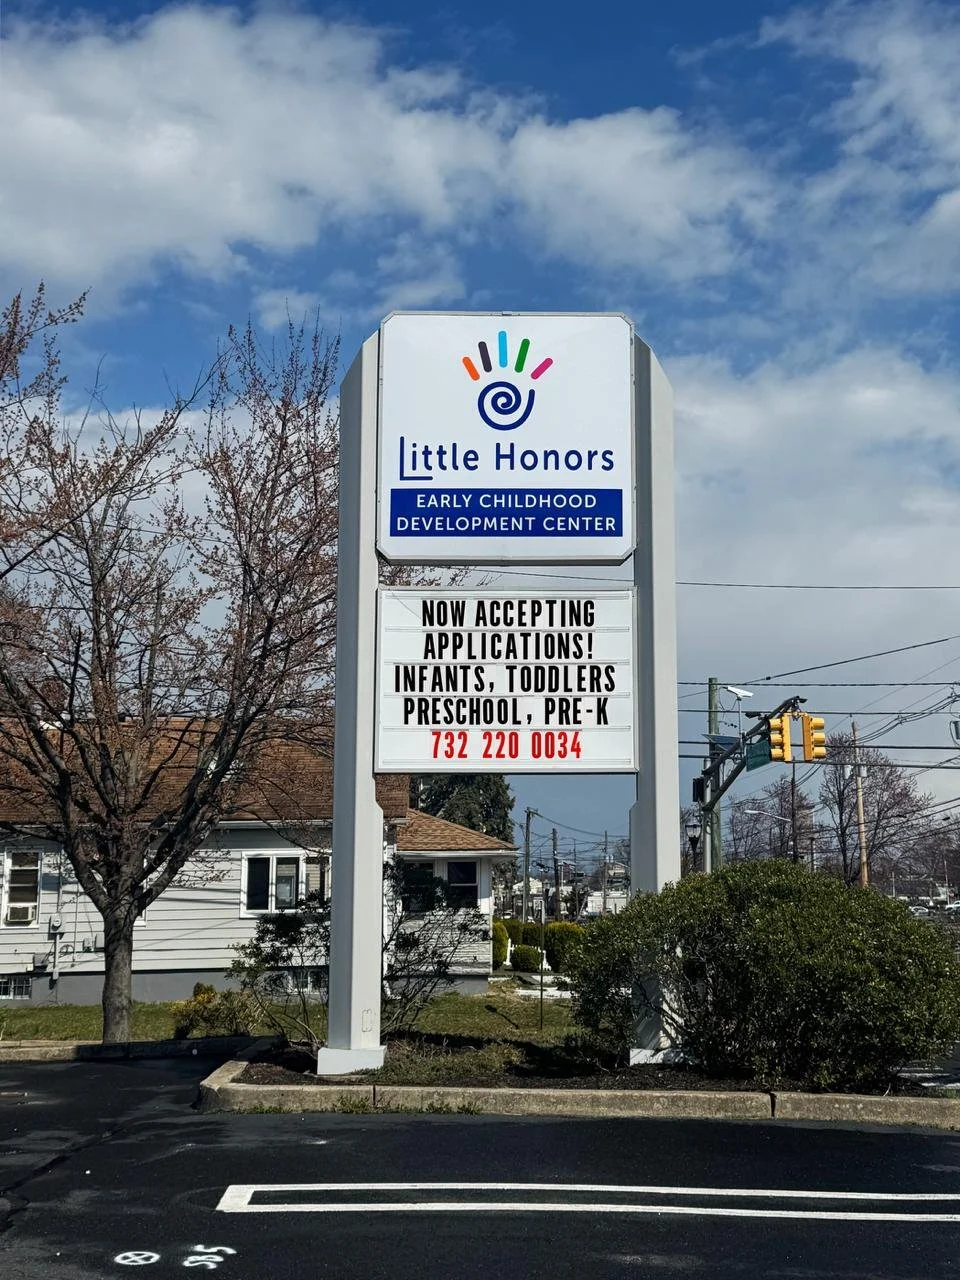 Little Honors
EARLY CHILDHOOD
DEVELOPMENT CENTER
NOW ACCEPTING
APPLICATIONS!
INFANTS, TODDLERS
PRESCHOOL, PRE-K
732 220 0034